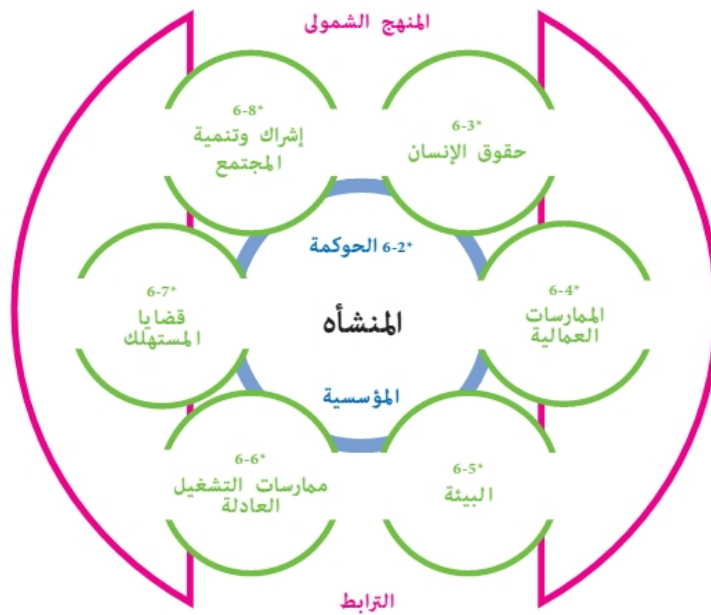 المنهج الشمولى
6-3*
حقوق الإنسان
6-8*
إشراك وتنمية
المجتمع
6-2* الحوكمة
6-4*
الممارسات
العمالية
المنشأه
6-7*
قضايا
المستهلك
المؤسسية
6-5*
البيئة
6-6*
ممارسات التشغيل
العادلة
الترابط